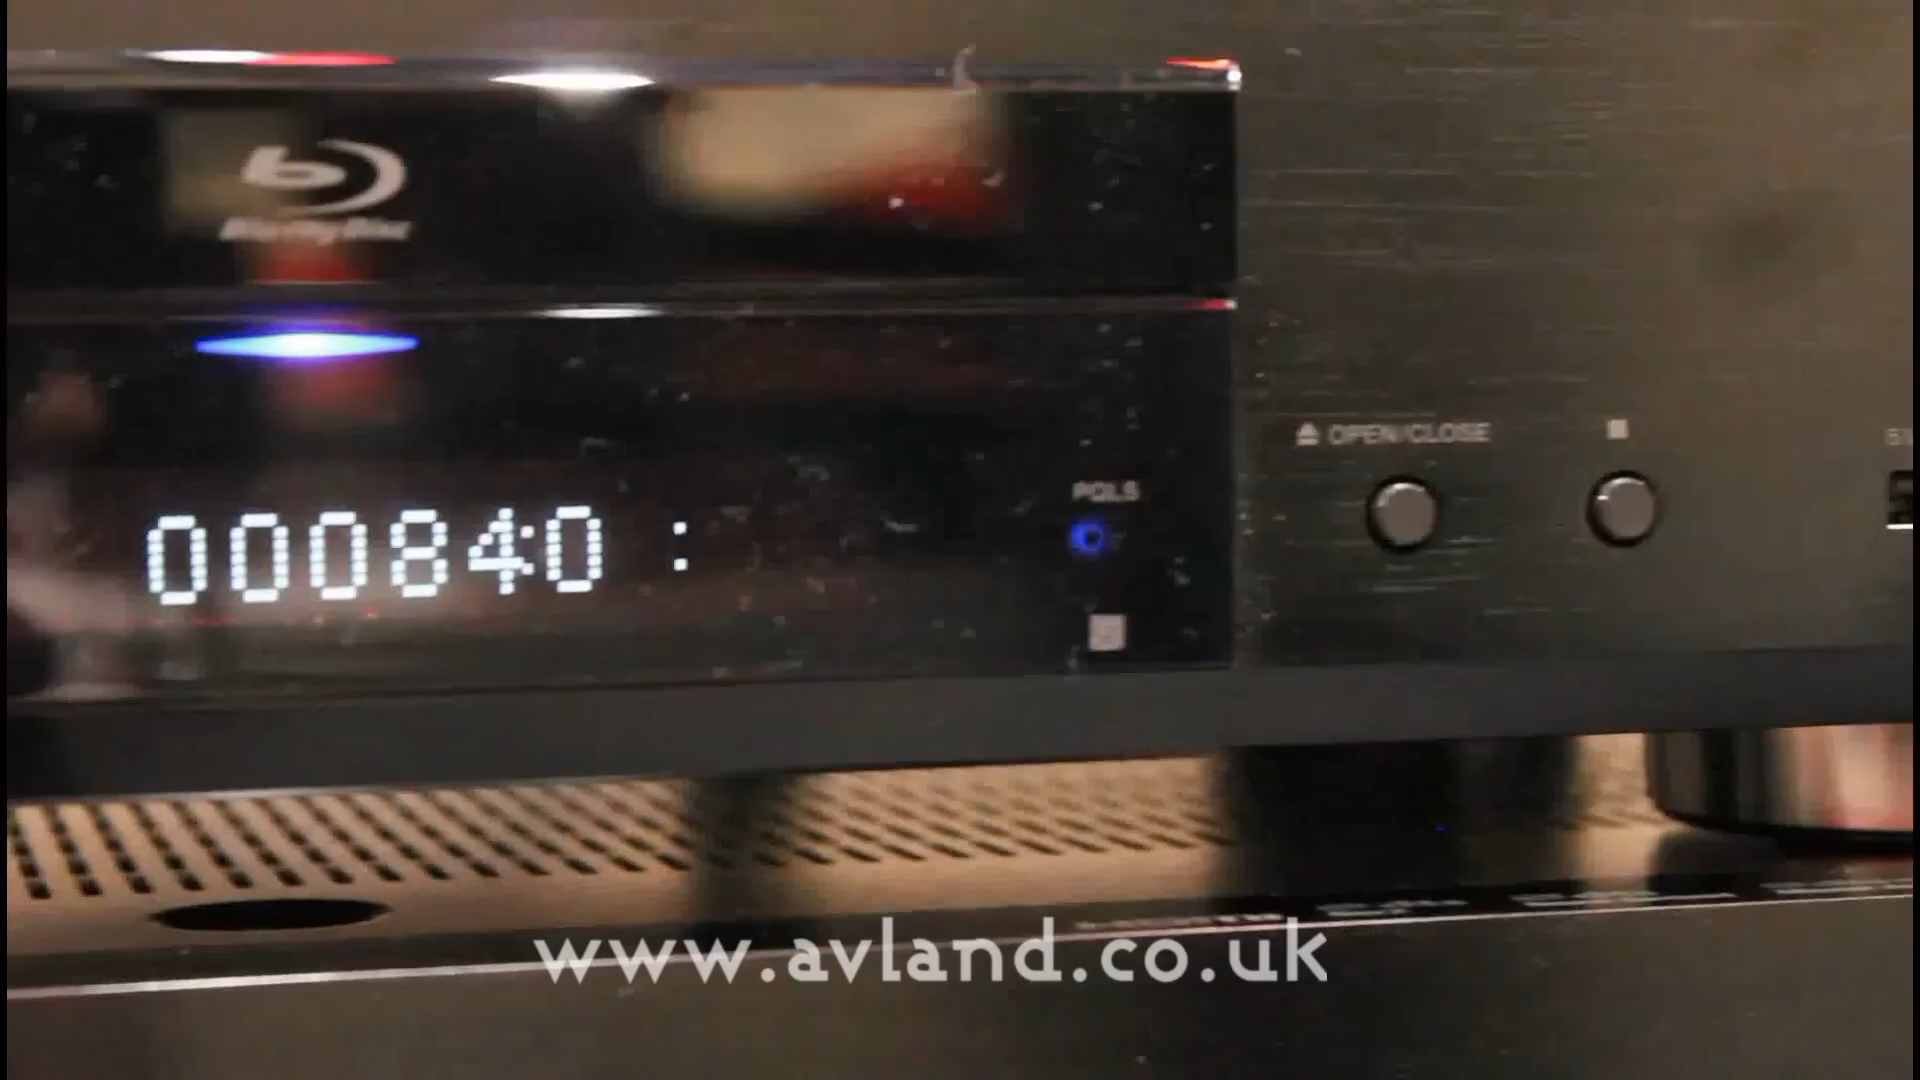 Blu-ray Disc
OPEN/CLOSE
PQLS
000840 :
www.avland.co.uk